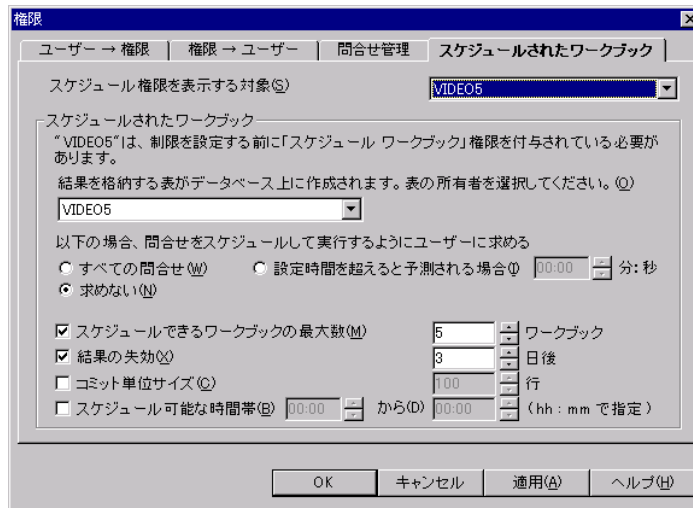 権限
ユーザー → 権限 権限 → ユーザー 問合せ管理 スケジュールされたワークブック
スケジュール権限を表示する対象(S) VIDEO5
スケジュールされたワークブック
"VIDEO5"は、制限を設定する前に「スケジュール ワークブック」権限を付与されている必要が
あります。
結果を格納する表がデータベース上に作成されます。表の所有者を選択してください。(O)
VIDEO5
以下の場合、問合せをスケジュールして実行するようにユーザーに求める
すべての問合せ(W) 設定時間を超えると予測される場合(I) 00:00 分:秒
求めない(N)
スケジュールできるワークブックの最大数(M) 5 ワークブック
結果の失効(X) 3 日後
コミット単位サイズ(C) 100 行
スケジュール可能な時間帯(B) 00:00 から(D) 00:00 (hh:mm で指定)
OK キャンセル 適用(A) ヘルプ(H)